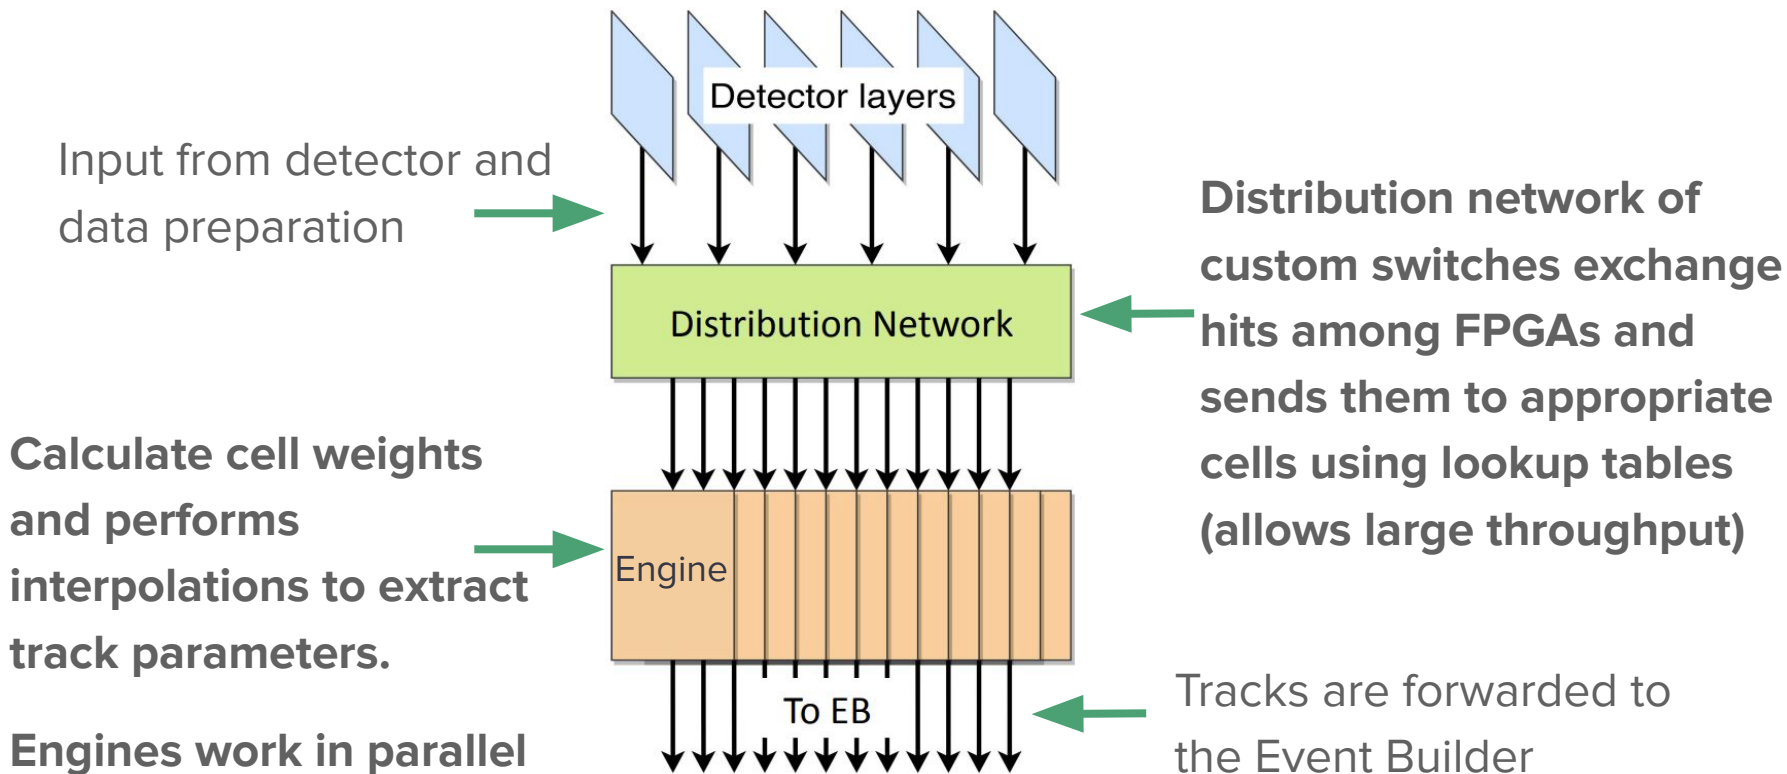 Detector layers
Input from detector and
data preparation
Distribution network of
custom switches exchange
hits among FPGAs and
sends them to appropriate
cells using lookup tables
(allows large throughput)
Distribution Network
Calculate cell weights
and performs
interpolations to extract
track parameters.
Engines work in parallel
Engine
To EB
Tracks are forwarded to
the Event Builder